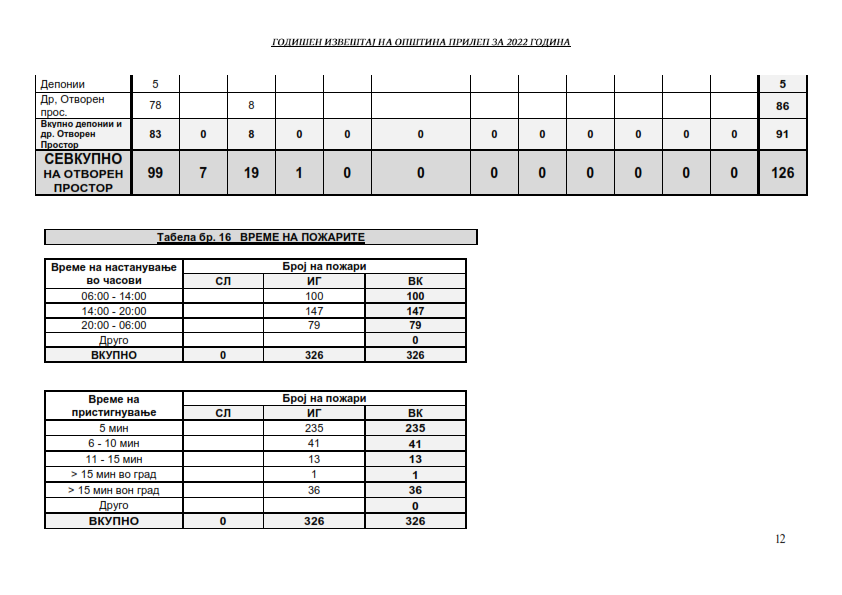 ГОДИШЕН ИЗВЕШТАЈ НА ОПШТИНА ПРИЛЕП ЗА 2022 ГОДИНА
Депонии 5 5
Др, Отворен
прос. 78 8 86
Вкупно депонии и
др. Отворен
Простор 83 0 8 0 0 0 0 0 0 0 0 0 91
СЕВКУПНО
НА ОТВОРЕН
ПРОСТОР 99 7 19 1 0 0 0 0 0 0 0 0 126
Табела бр. 16 ВРЕМЕ НА ПОЖАРИТЕ
Време на настанување
во часови Број на пожари
СЛ ИГ ВК
06:00 - 14:00 100 100
14:00 - 20:00 147 147
20:00 - 06:00 79 79
Друго 0
ВКУПНО 0 326 326
Време на
пристигнување Број на пожари
СЛ ИГ ВК
5 мин 235 235
6 - 10 мин 41 41
11 - 15 мин 13 13
> 15 мин во град 1 1
> 15 мин вон град 36 36
Друго 0
ВКУПНО 0 326 326
12